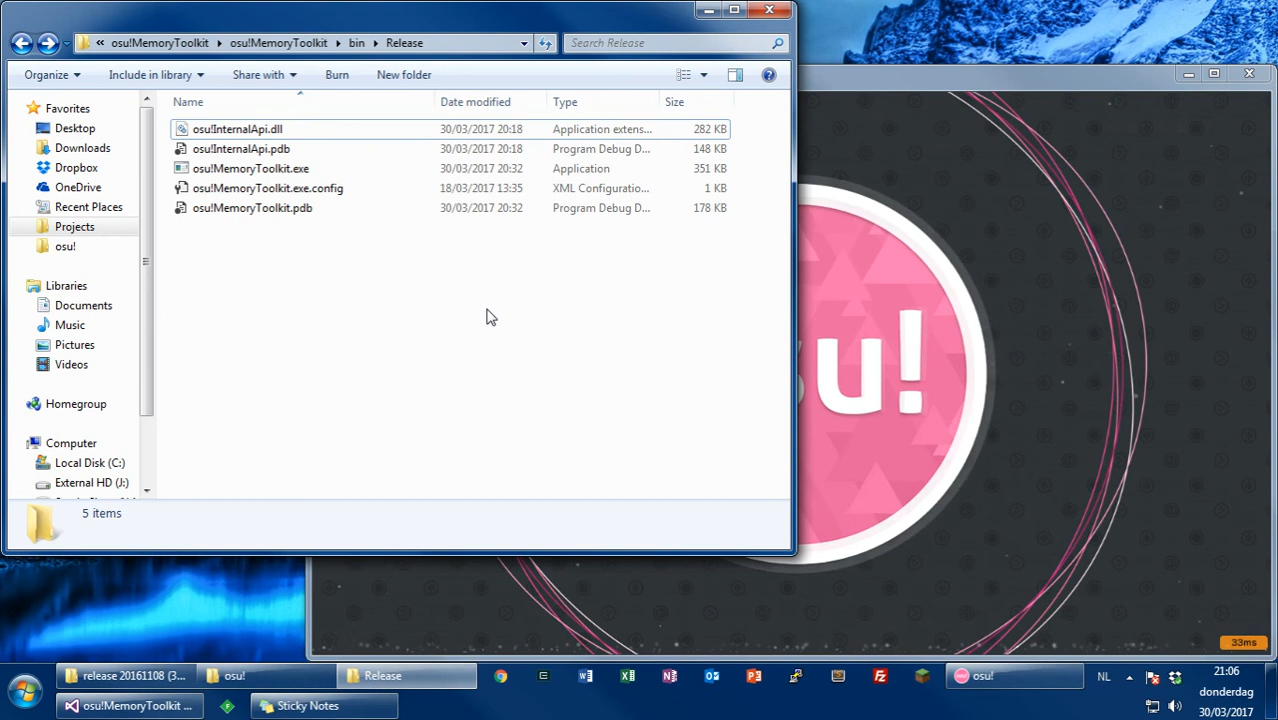 « osu!MemoryToolkit osu!MemoryToolkit bin Release
Search Release
Organize Include in library Share with Burn New folder
Name Date modified Type Size
Favorites
Desktop
Downloads
Dropbox
OneDrive
Recent Places
Projects
osu!
Libraries
Documents
Music
Pictures
Videos
Homegroup
Computer
Local Disk (C:)
External HD (J:)
osu!InternalApi.dll 30/03/2017 20:18 Application extens... 282 KB
osu!InternalApi.pdb 30/03/2017 20:18 Program Debug D... 148 KB
osu!MemoryToolkit.exe 30/03/2017 20:32 Application 351 KB
osu!MemoryToolkit.exe.config 18/03/2017 13:35 XML Configuratio... 1 KB
osu!MemoryToolkit.pdb 30/03/2017 20:32 Program Debug D... 178 KB
5 items
su!
33ms
release 20161108 (3... osu! Release osu! NL 21:06
donderdag
osu!MemoryToolkit ... Sticky Notes 30/03/2017